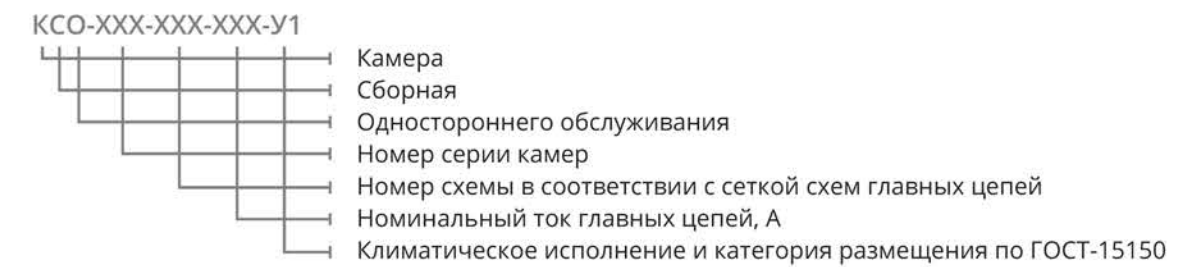 КСО-ХХХ-ХХХ-ХХХ-У1
Камера
Сборная
Одностороннего обслуживания
Номер серии камер
Номер схемы в соответствии с сеткой схем главных цепей
Номинальный ток главных цепей, А
Климатическое исполнение и категория размещения по ГОСТ-15150